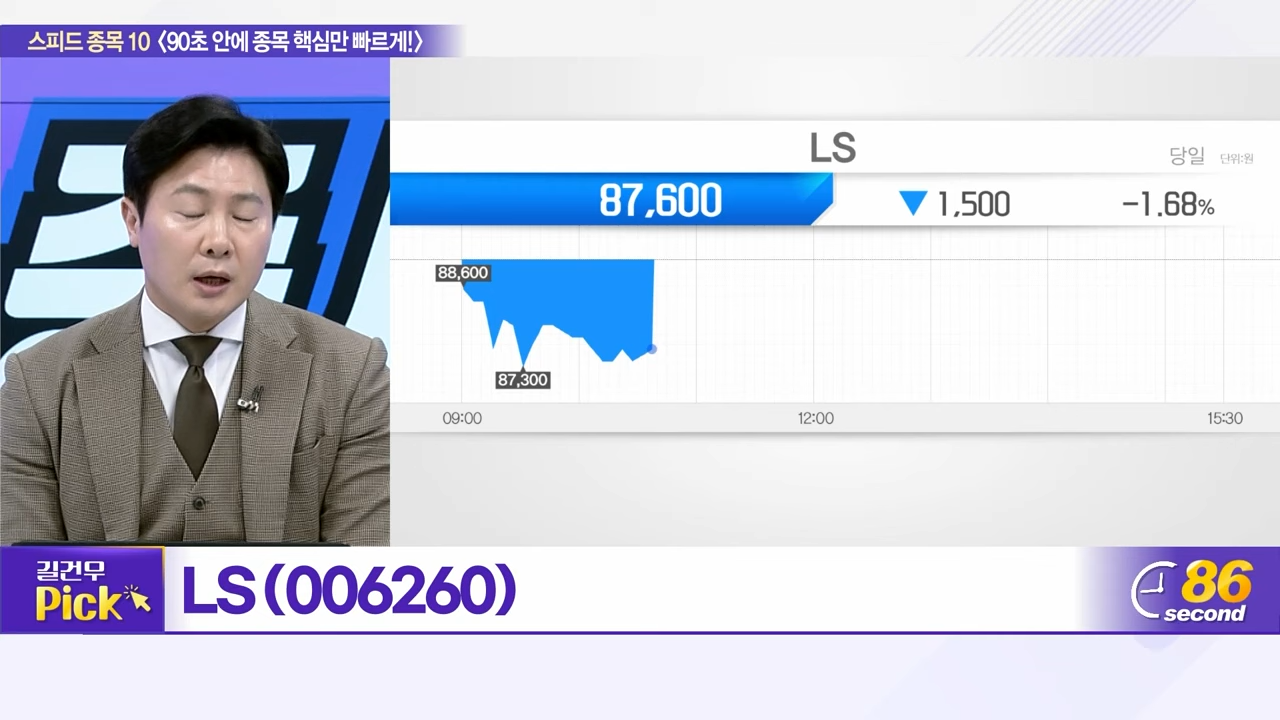 스피드 종목 10 〈90초 안에 종목 핵심만 빠르게!〉
LS
당일 단위:원
87,600 ▼ 1,500 -1.68%
88,600
87,300
09:00 12:00 15:30
길건무
Pick
LS(006260)
86
second